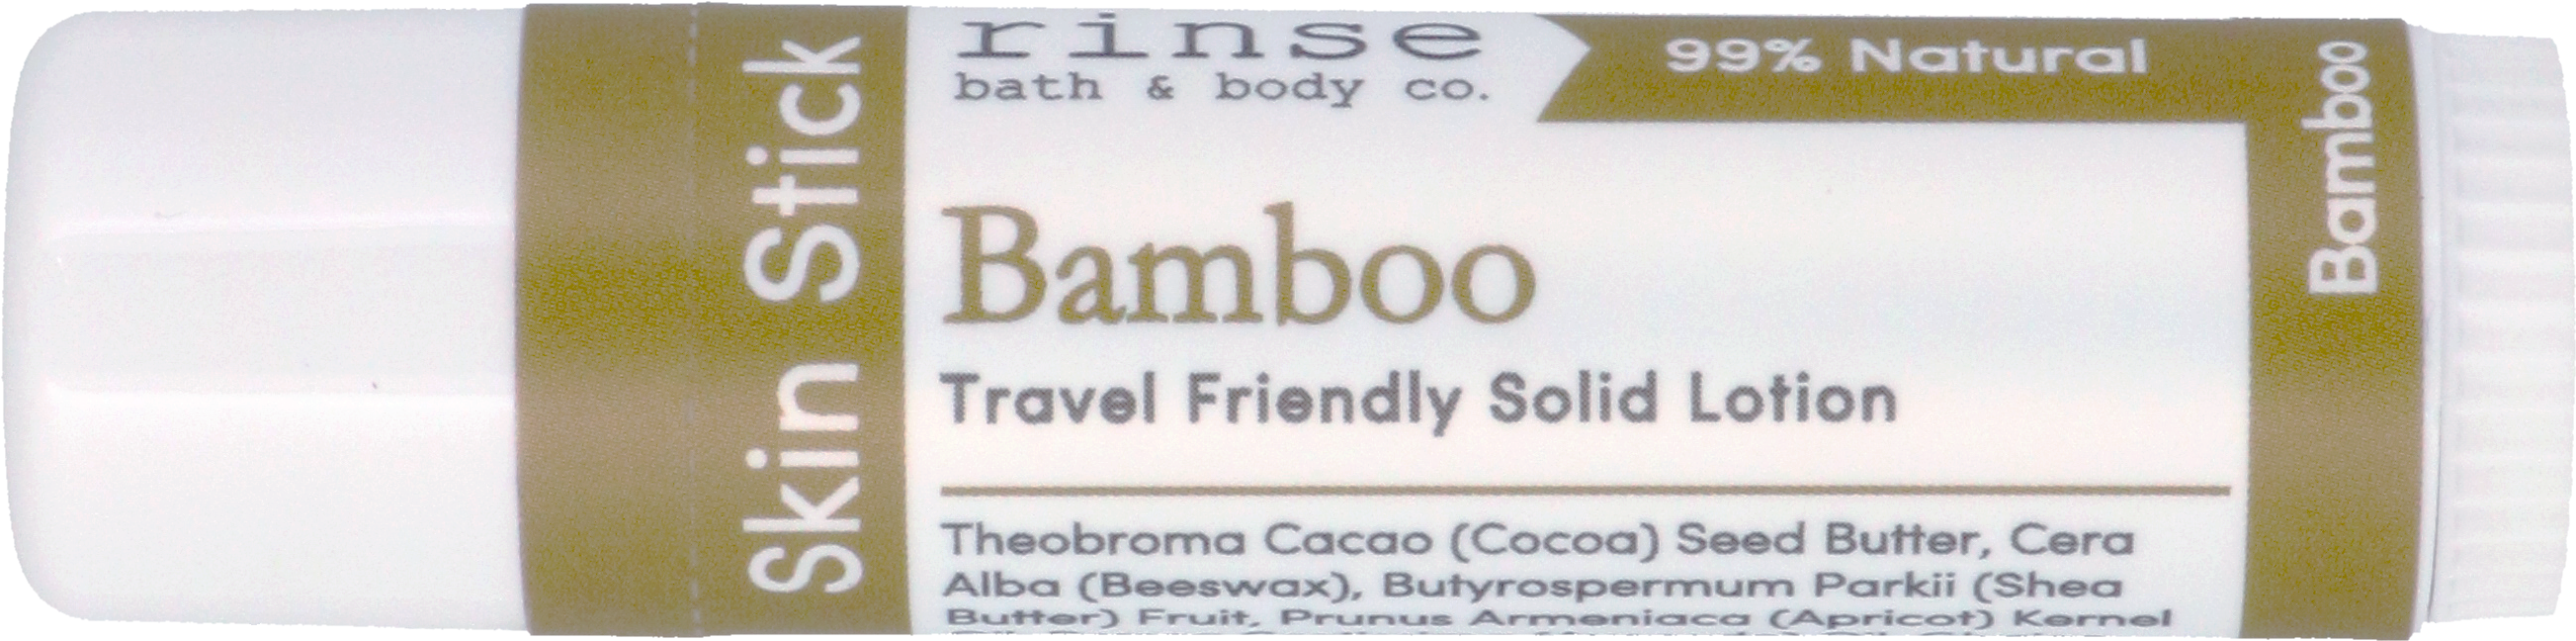 Skin Stick
rinse
bath & body co.
99% Natural
Bamboo
Bamboo
Travel Friendly Solid Lotion
Theobroma Cacao (Cocoa) Seed Butter, Cera
Alba (Beeswax), Butyrospermum Parkii (Shea
Butter) Fruit, Prunus Armeniaca (Apricot) Kernel